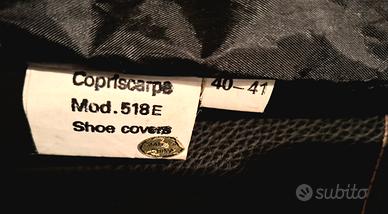 Copriscarpe
40-41
Mod.518E
Shoe covers
subito